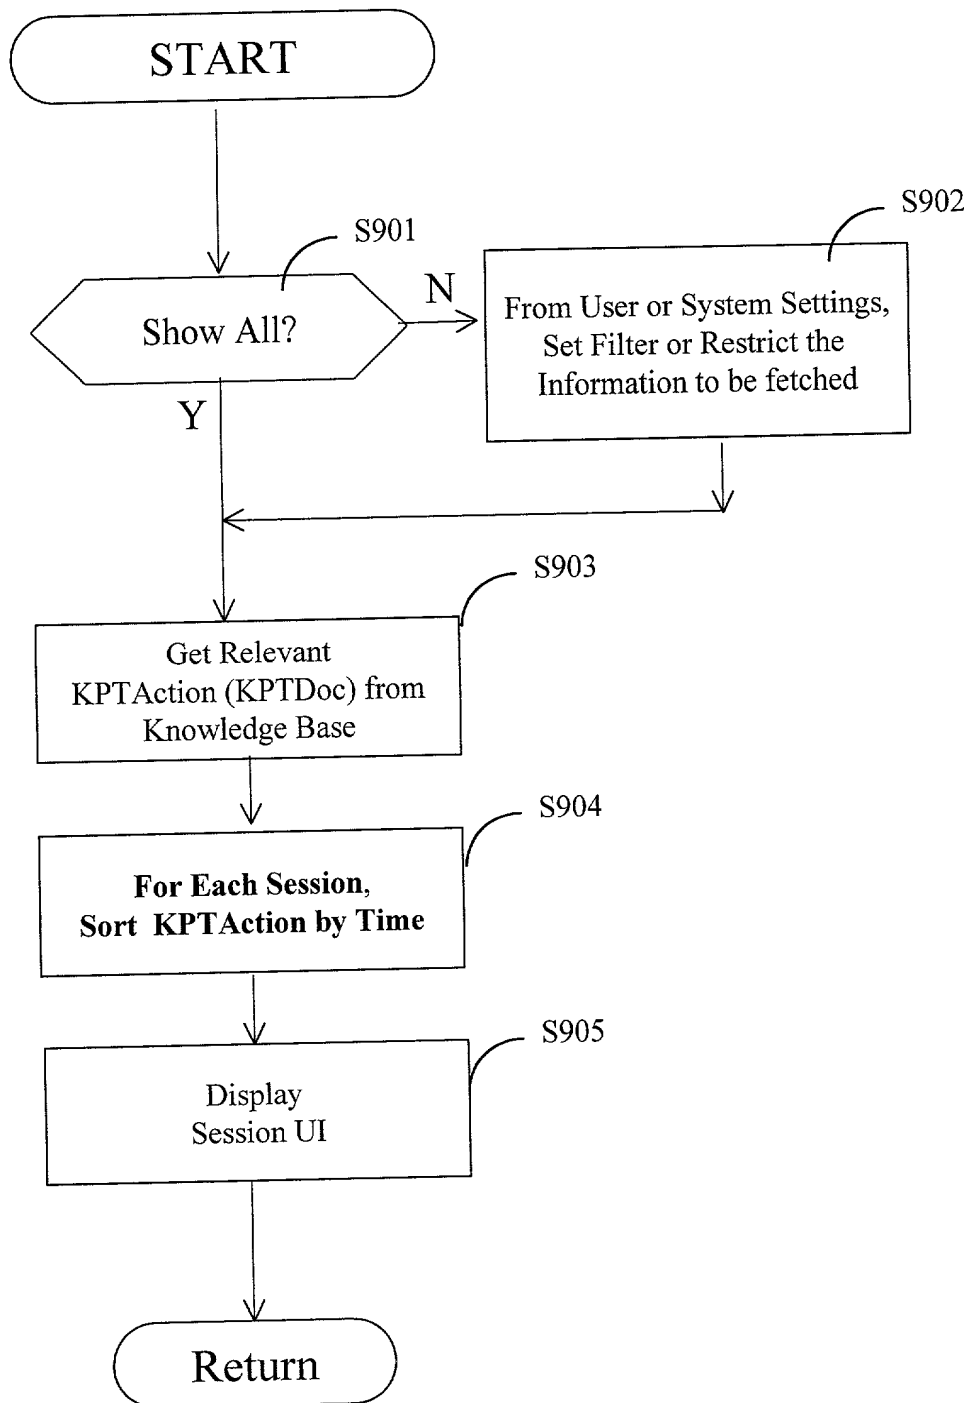 START
S901
S902
Show All?
N
From User or System Settings,
Set Filter or Restrict the
Information to be fetched
Y
S903
Get Relevant
KPTAction (KPTDoc) from
Knowledge Base
S904
For Each Session,
Sort KPTAction by Time
S905
Display
Session UI
Return